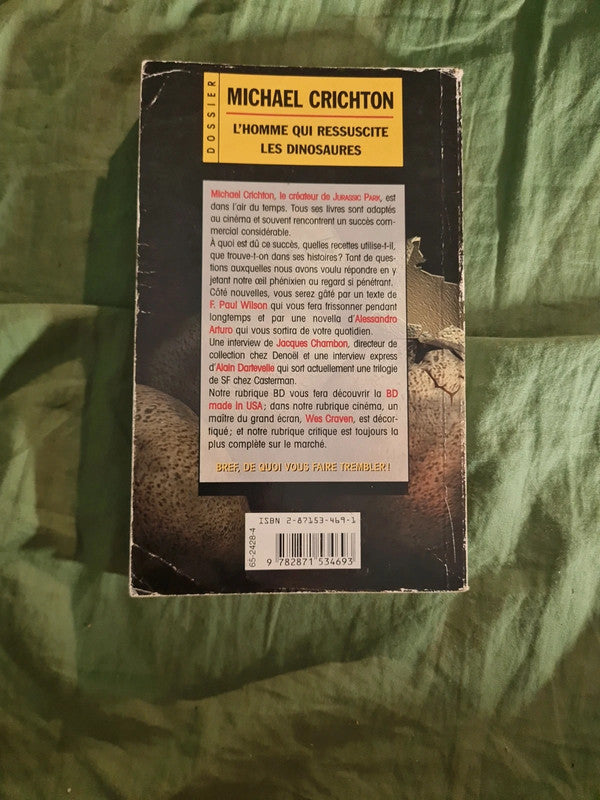 DOSSIER
MICHAEL CRICHTON
L'HOMME QUI RESSUSCITE
LES DINOSAURES
Michael Crichton, le créateur de JURASSIC PARK, est
dans l'air du temps. Tous ses livres sont adaptés
au cinéma et souvent rencontrent un succès com-
mercial considérable.
À quoi est dû ce succès, quelles recettes utilise-t-il,
que trouve-t-on dans ses histoires? Tant de ques-
tions auxquelles nous avons voulu répondre en y
jetant notre œil phénixien au regard si pénétrant.
Côté nouvelles, vous serez gâté par un texte de
F. Paul Wilson qui vous fera frissonner pendant
longtemps et par une novella d'Alessandro
Arturo qui vous sortira de votre quotidien.
Une interview de Jacques Chambon, directeur de
collection chez Denoël et une interview express
d'Alain Dartevelle qui sort actuellement une trilogie
de SF chez Casterman.
Notre rubrique BD vous fera découvrir la BD
made in USA; dans notre rubrique cinéma, un
maître du grand écran, Wes Craven, est décor-
tiqué; et notre rubrique critique est toujours la
plus complète sur le marché.
BREF, DE QUOI VOUS FAIRE TREMBLER!
ISBN 2-87153-469-1
65-2428-4
9 782871 534693